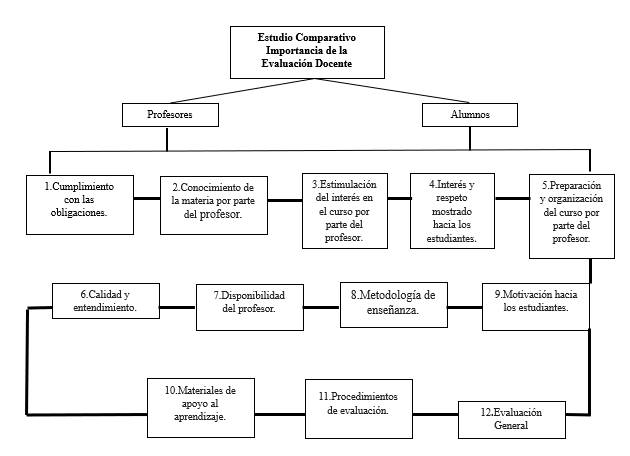 Estudio Comparativo
Importancia de la
Evaluación Docente
Profesores
Alumnos
1.Cumplimiento
con las
obligaciones.
2.Conocimiento de
la materia por parte
del profesor.
3.Estimulación
del interés en
el curso por
parte del
profesor.
4.Interés y
respeto
mostrado
hacia los
estudiantes.
5.Preparación
y organización
del curso por
parte del
profesor.
6.Calidad y
entendimiento.
7.Disponibilidad
del profesor.
8.Metodología de
enseñanza.
9.Motivación hacia
los estudiantes.
10.Materiales de
apoyo al
aprendizaje.
11.Procedimientos
de evaluación.
12.Evaluación
General